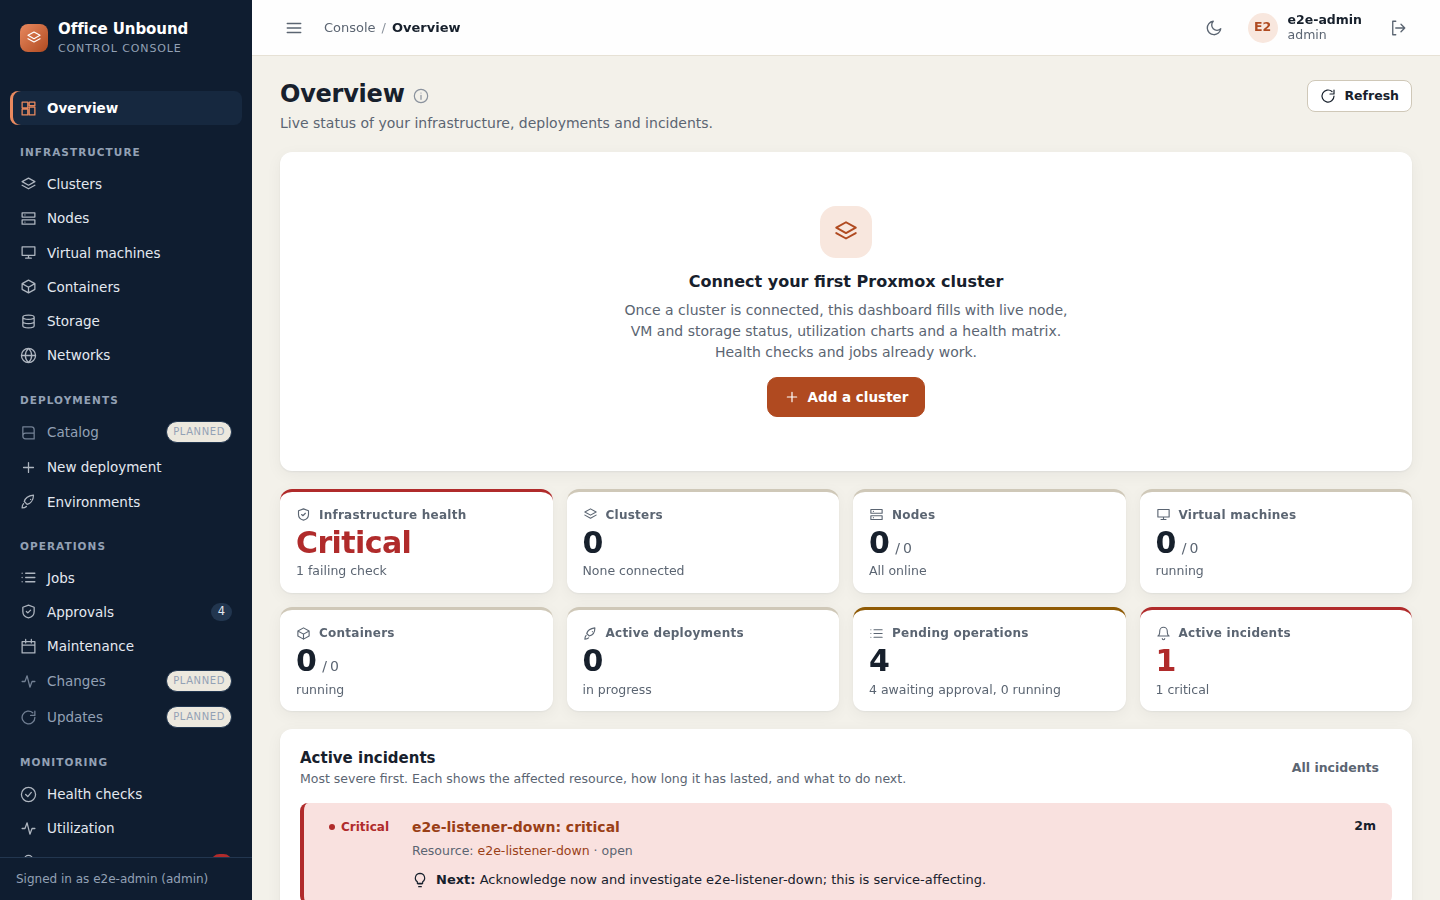 Office Unbound
CONTROL CONSOLE
Overview
INFRASTRUCTURE
Clusters
Nodes
Virtual machines
Containers
Storage
Networks
DEPLOYMENTS
Catalog PLANNED
New deployment
Environments
OPERATIONS
Jobs
Approvals 4
Maintenance
Changes PLANNED
Updates PLANNED
MONITORING
Health checks
Utilization
Signed in as e2e-admin (admin)
Console / Overview
E2
e2e-admin
admin
Overview
Refresh
Live status of your infrastructure, deployments and incidents.
Connect your first Proxmox cluster
Once a cluster is connected, this dashboard fills with live node,
VM and storage status, utilization charts and a health matrix.
Health checks and jobs already work.
Add a cluster
Infrastructure health
Critical
1 failing check
Clusters
0
None connected
Nodes
0 / 0
All online
Virtual machines
0 / 0
running
Containers
0 / 0
running
Active deployments
0
in progress
Pending operations
4
4 awaiting approval, 0 running
Active incidents
1
1 critical
Active incidents
Most severe first. Each shows the affected resource, how long it has lasted, and what to do next.
All incidents
Critical
e2e-listener-down: critical
2m
Resource: e2e-listener-down · open
Next: Acknowledge now and investigate e2e-listener-down; this is service-affecting.